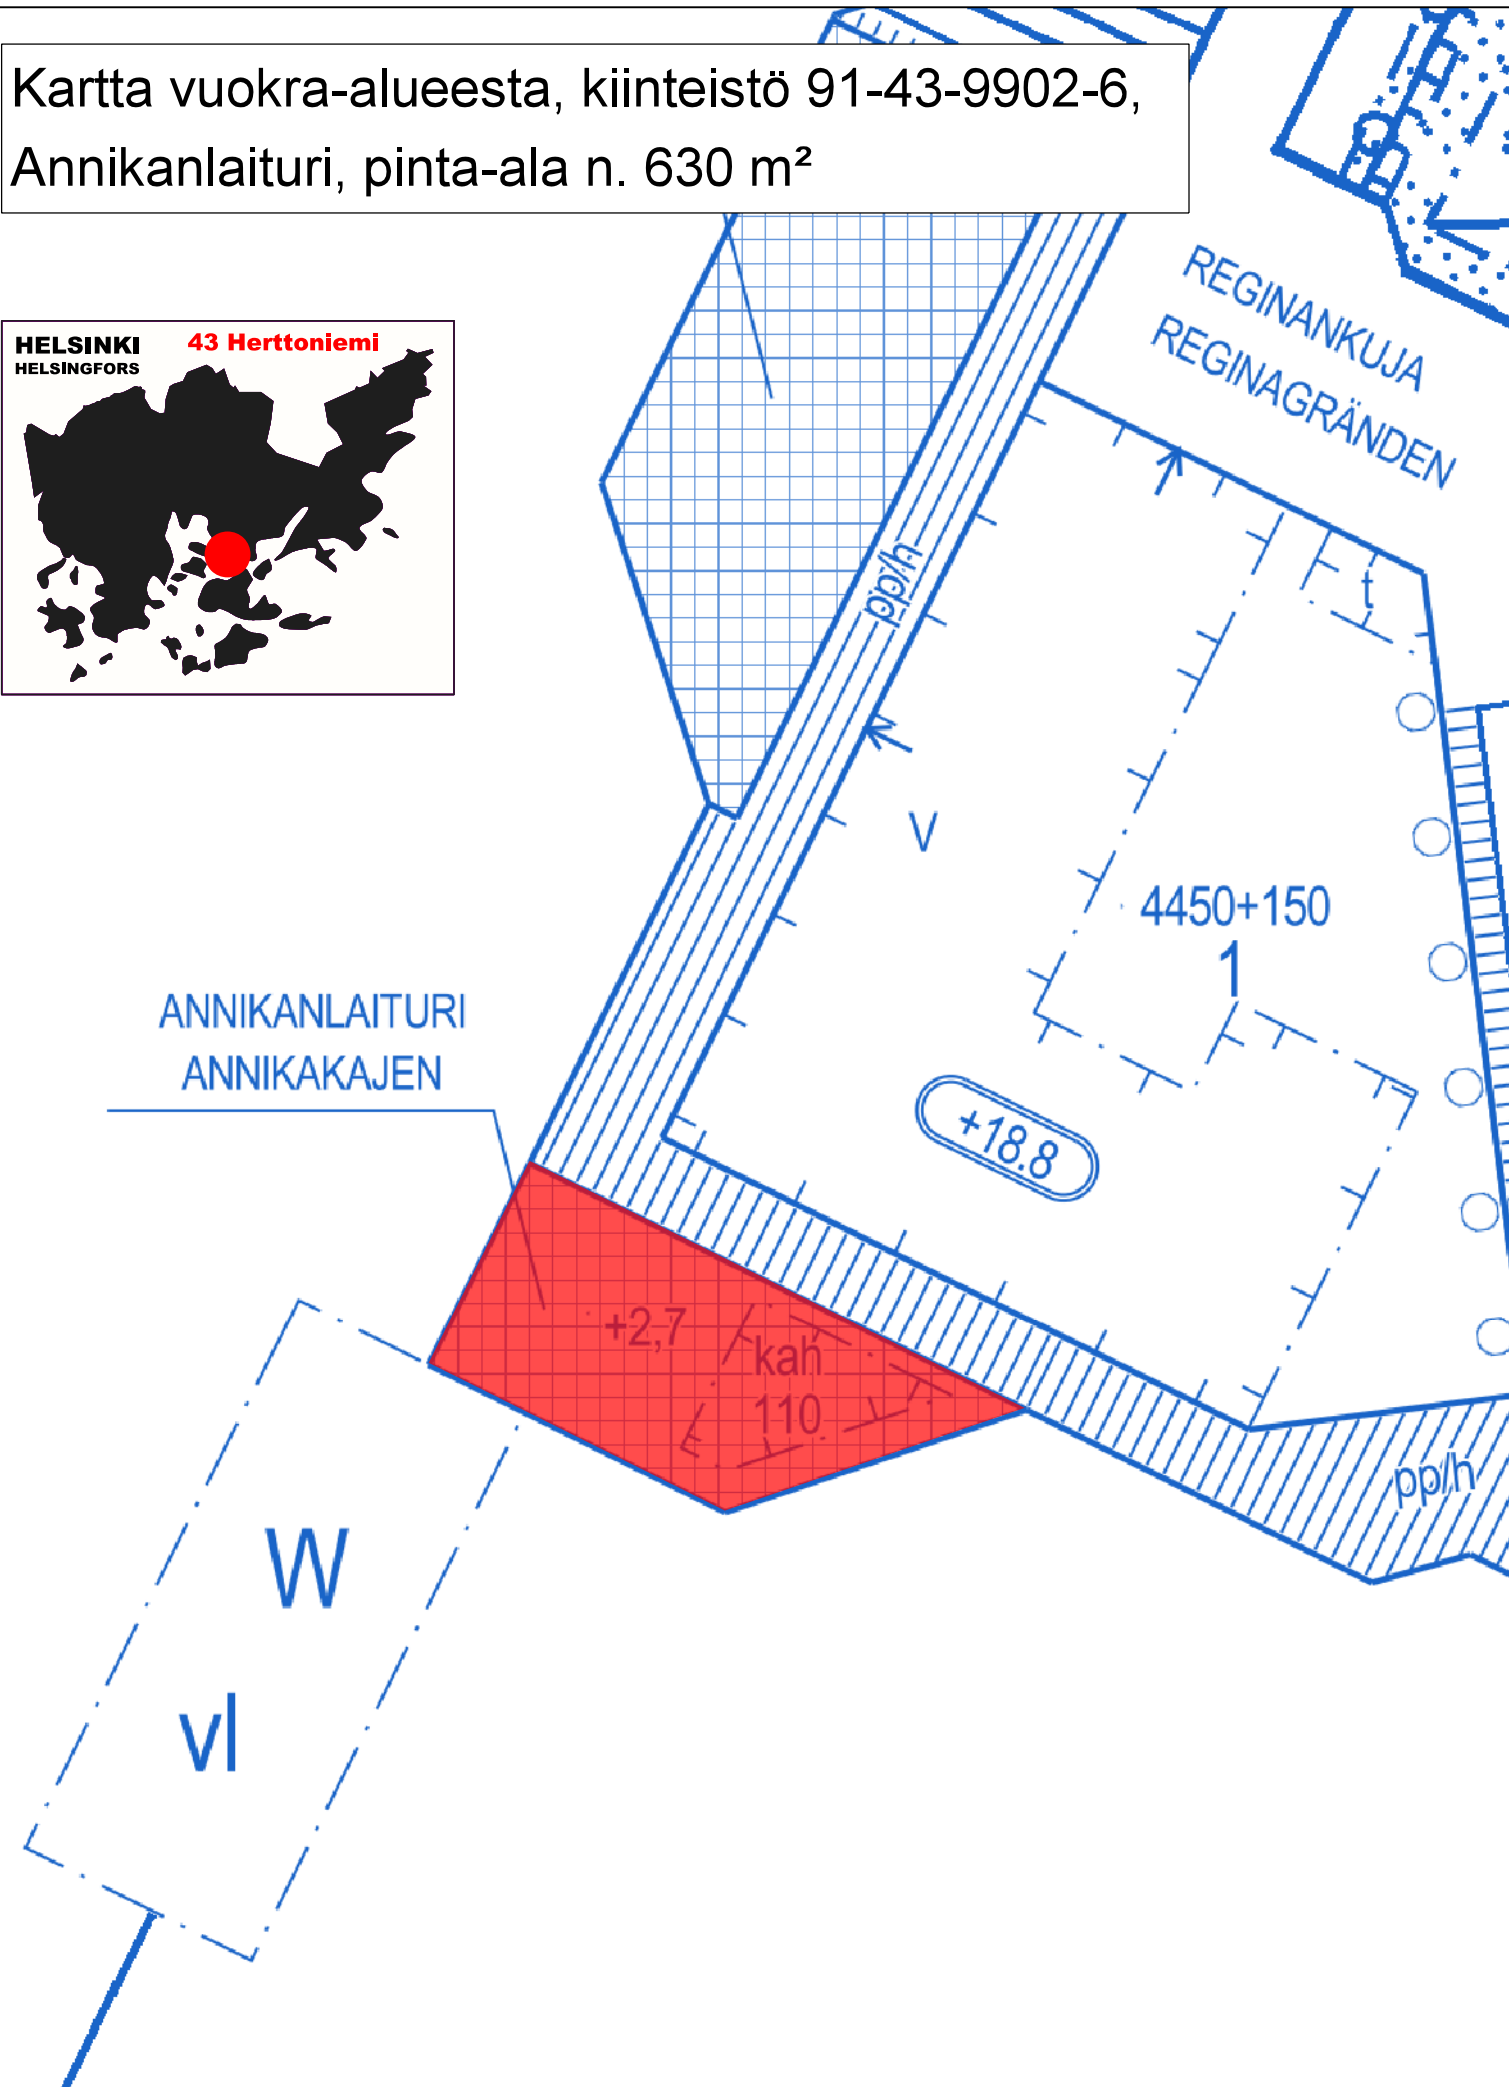 Kartta vuokra-alueesta, kiinteistö 91-43-9902-6,
Annikanlaituri, pinta-ala n. 630 m²
HELSINKI
HELSINGFORS
43 Herttoniemi
REGINANKUJA
REGINAGRÄNDEN
pp/h
t
v
4450+150
1
ANNIKANLAITURI
ANNIKAKAJEN
+18.8
+2,7
kah
110
pp/h
W
vl